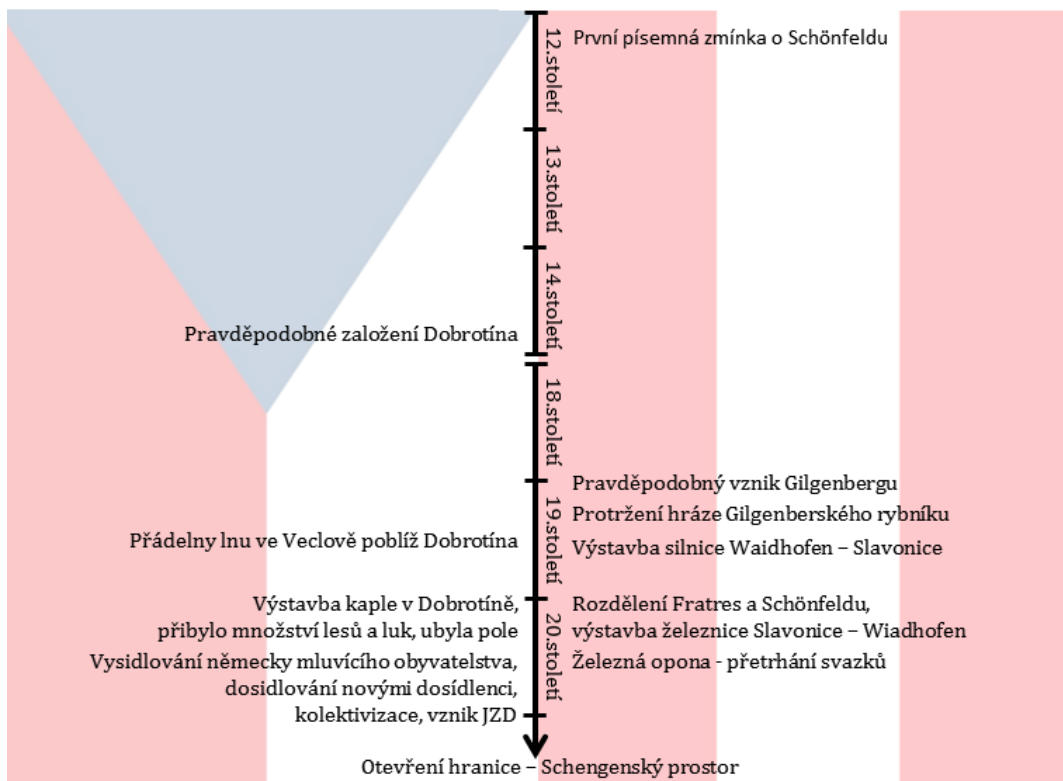 12.století
První písemná zmínka o Schönfeldu
13.století
14.století
Pravděpodobné založení Dobrotína
18.století
19.století
Pravděpodobný vznik Gilgenbergu
Protržení hráze Gilgenberského rybníku
Přádelny lnu ve Veclově poblíž Dobrotína
Výstavba silnice Waidhofen – Slavonice
20.století
Výstavba kaple v Dobrotíně,
přibylo množství lesů a luk, ubyla pole
Rozdělení Fratres a Schönfeldu,
výstavba železnice Slavonice – Wiadhofen
Vysidlování německy mluvícího obyvatelstva,
dosidlování novými dosídlenci,
kolektivizace, vznik JZD
Železná opona - přetrhání svazků
Otevření hranice – Schengenský prostor